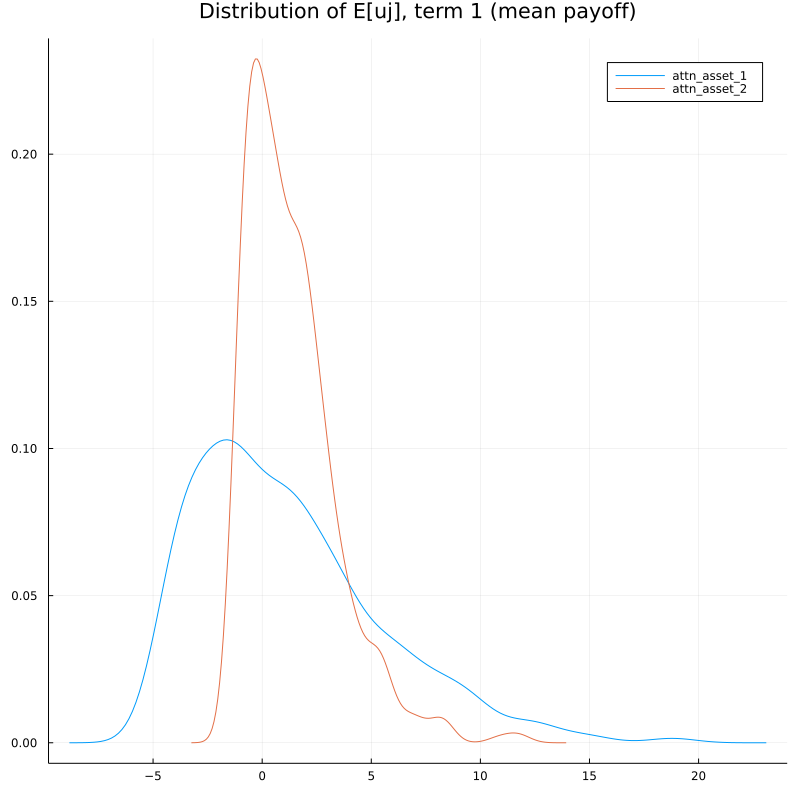 Distribution of E[uj], term 1 (mean payoff)
attn_asset_1
attn_asset_2
0.20
0.15
0.10
0.05
0.00
−5 0 5 10 15 20